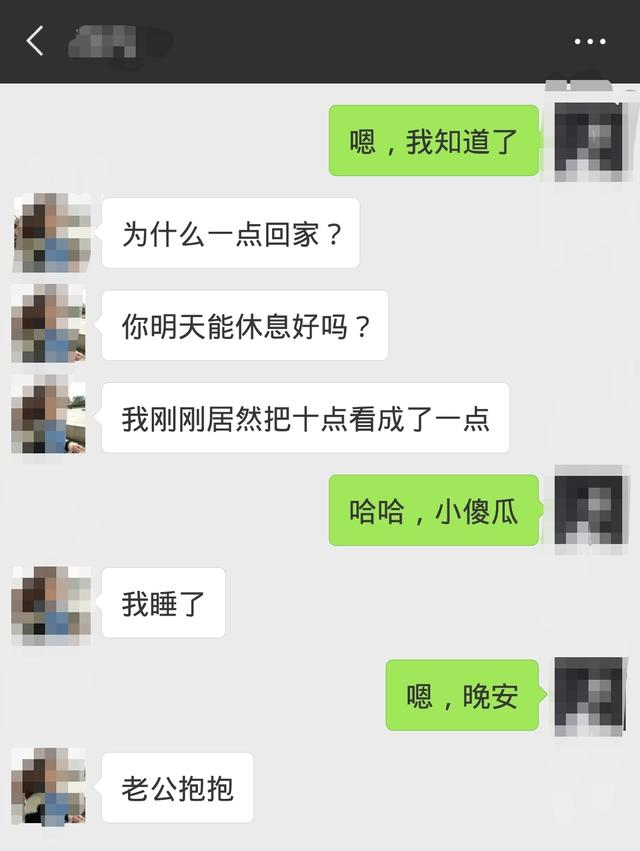 嗯，我知道了
为什么一点回家？
你明天能休息好吗？
我刚刚居然把十点看成了一点
哈哈，小傻瓜
我睡了
嗯，晚安
老公抱抱